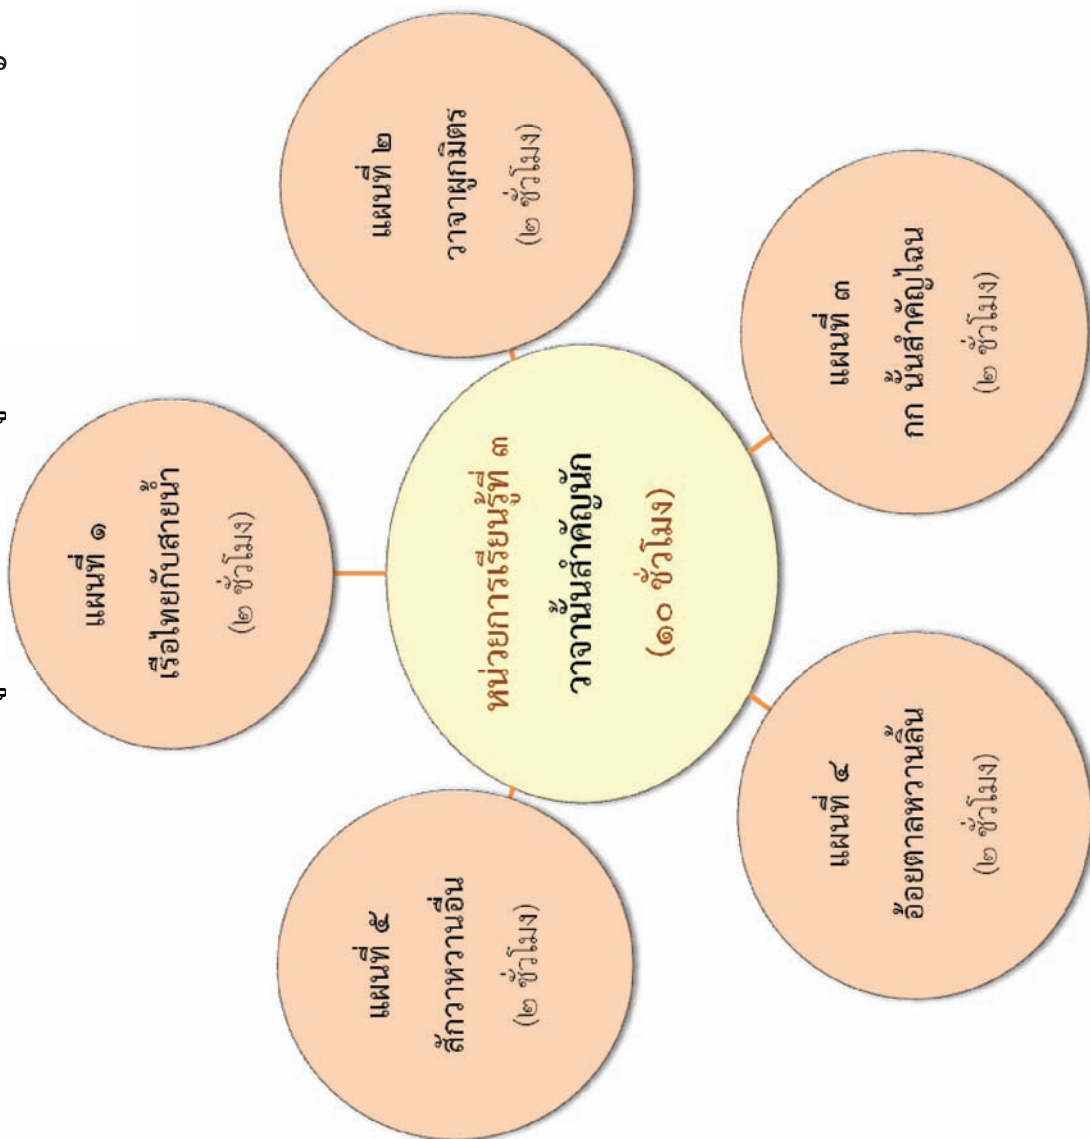 หน่วยการเรียนรู้ที่ ๓
วาจานั้นสำคัญนัก
(๑๐ ชั่วโมง)
แผนที่ ๑
เรือไทยกับสายน้ำ
(๒ ชั่วโมง)
แผนที่ ๒
วาจาผูกมิตร
(๒ ชั่วโมง)
แผนที่ ๓
กก นั้นสำคัญไฉน
(๒ ชั่วโมง)
แผนที่ ๔
อ้อยตาลหวานลิ้น
(๒ ชั่วโมง)
แผนที่ ๕
สักวาหวานอื่น
(๒ ชั่วโมง)